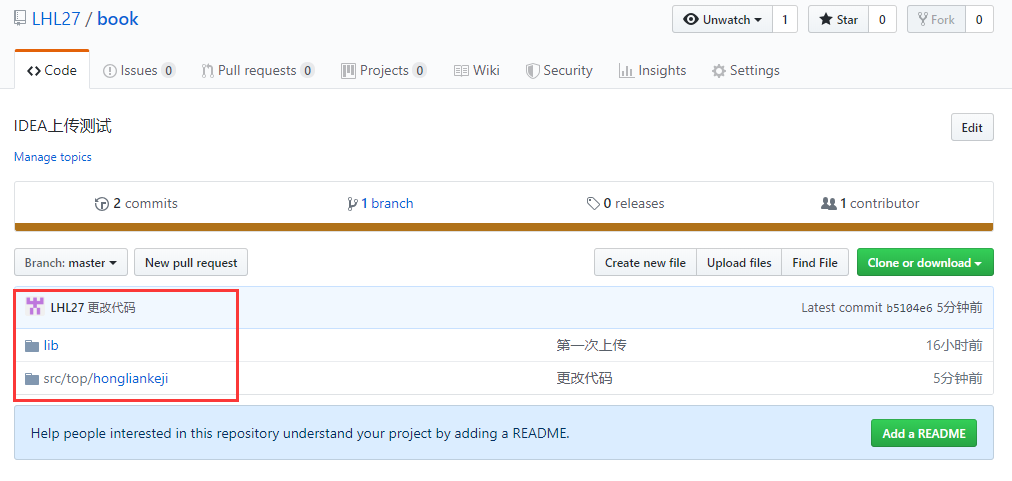 LHL27 / book Unwatch 1 Star 0 Fork 0
Code Issues 0 Pull requests 0 Projects 0 Wiki Security Insights Settings
IDEA上传测试 Edit
Manage topics
2 commits 1 branch 0 releases 1 contributor
Branch: master New pull request Create new file Upload files Find File Clone or download
LHL27 更改代码 Latest commit b5104e6 5分钟前
lib 第一次上传 16小时前
src/top/hongliankeji 更改代码 5分钟前
Help people interested in this repository understand your project by adding a README. Add a README